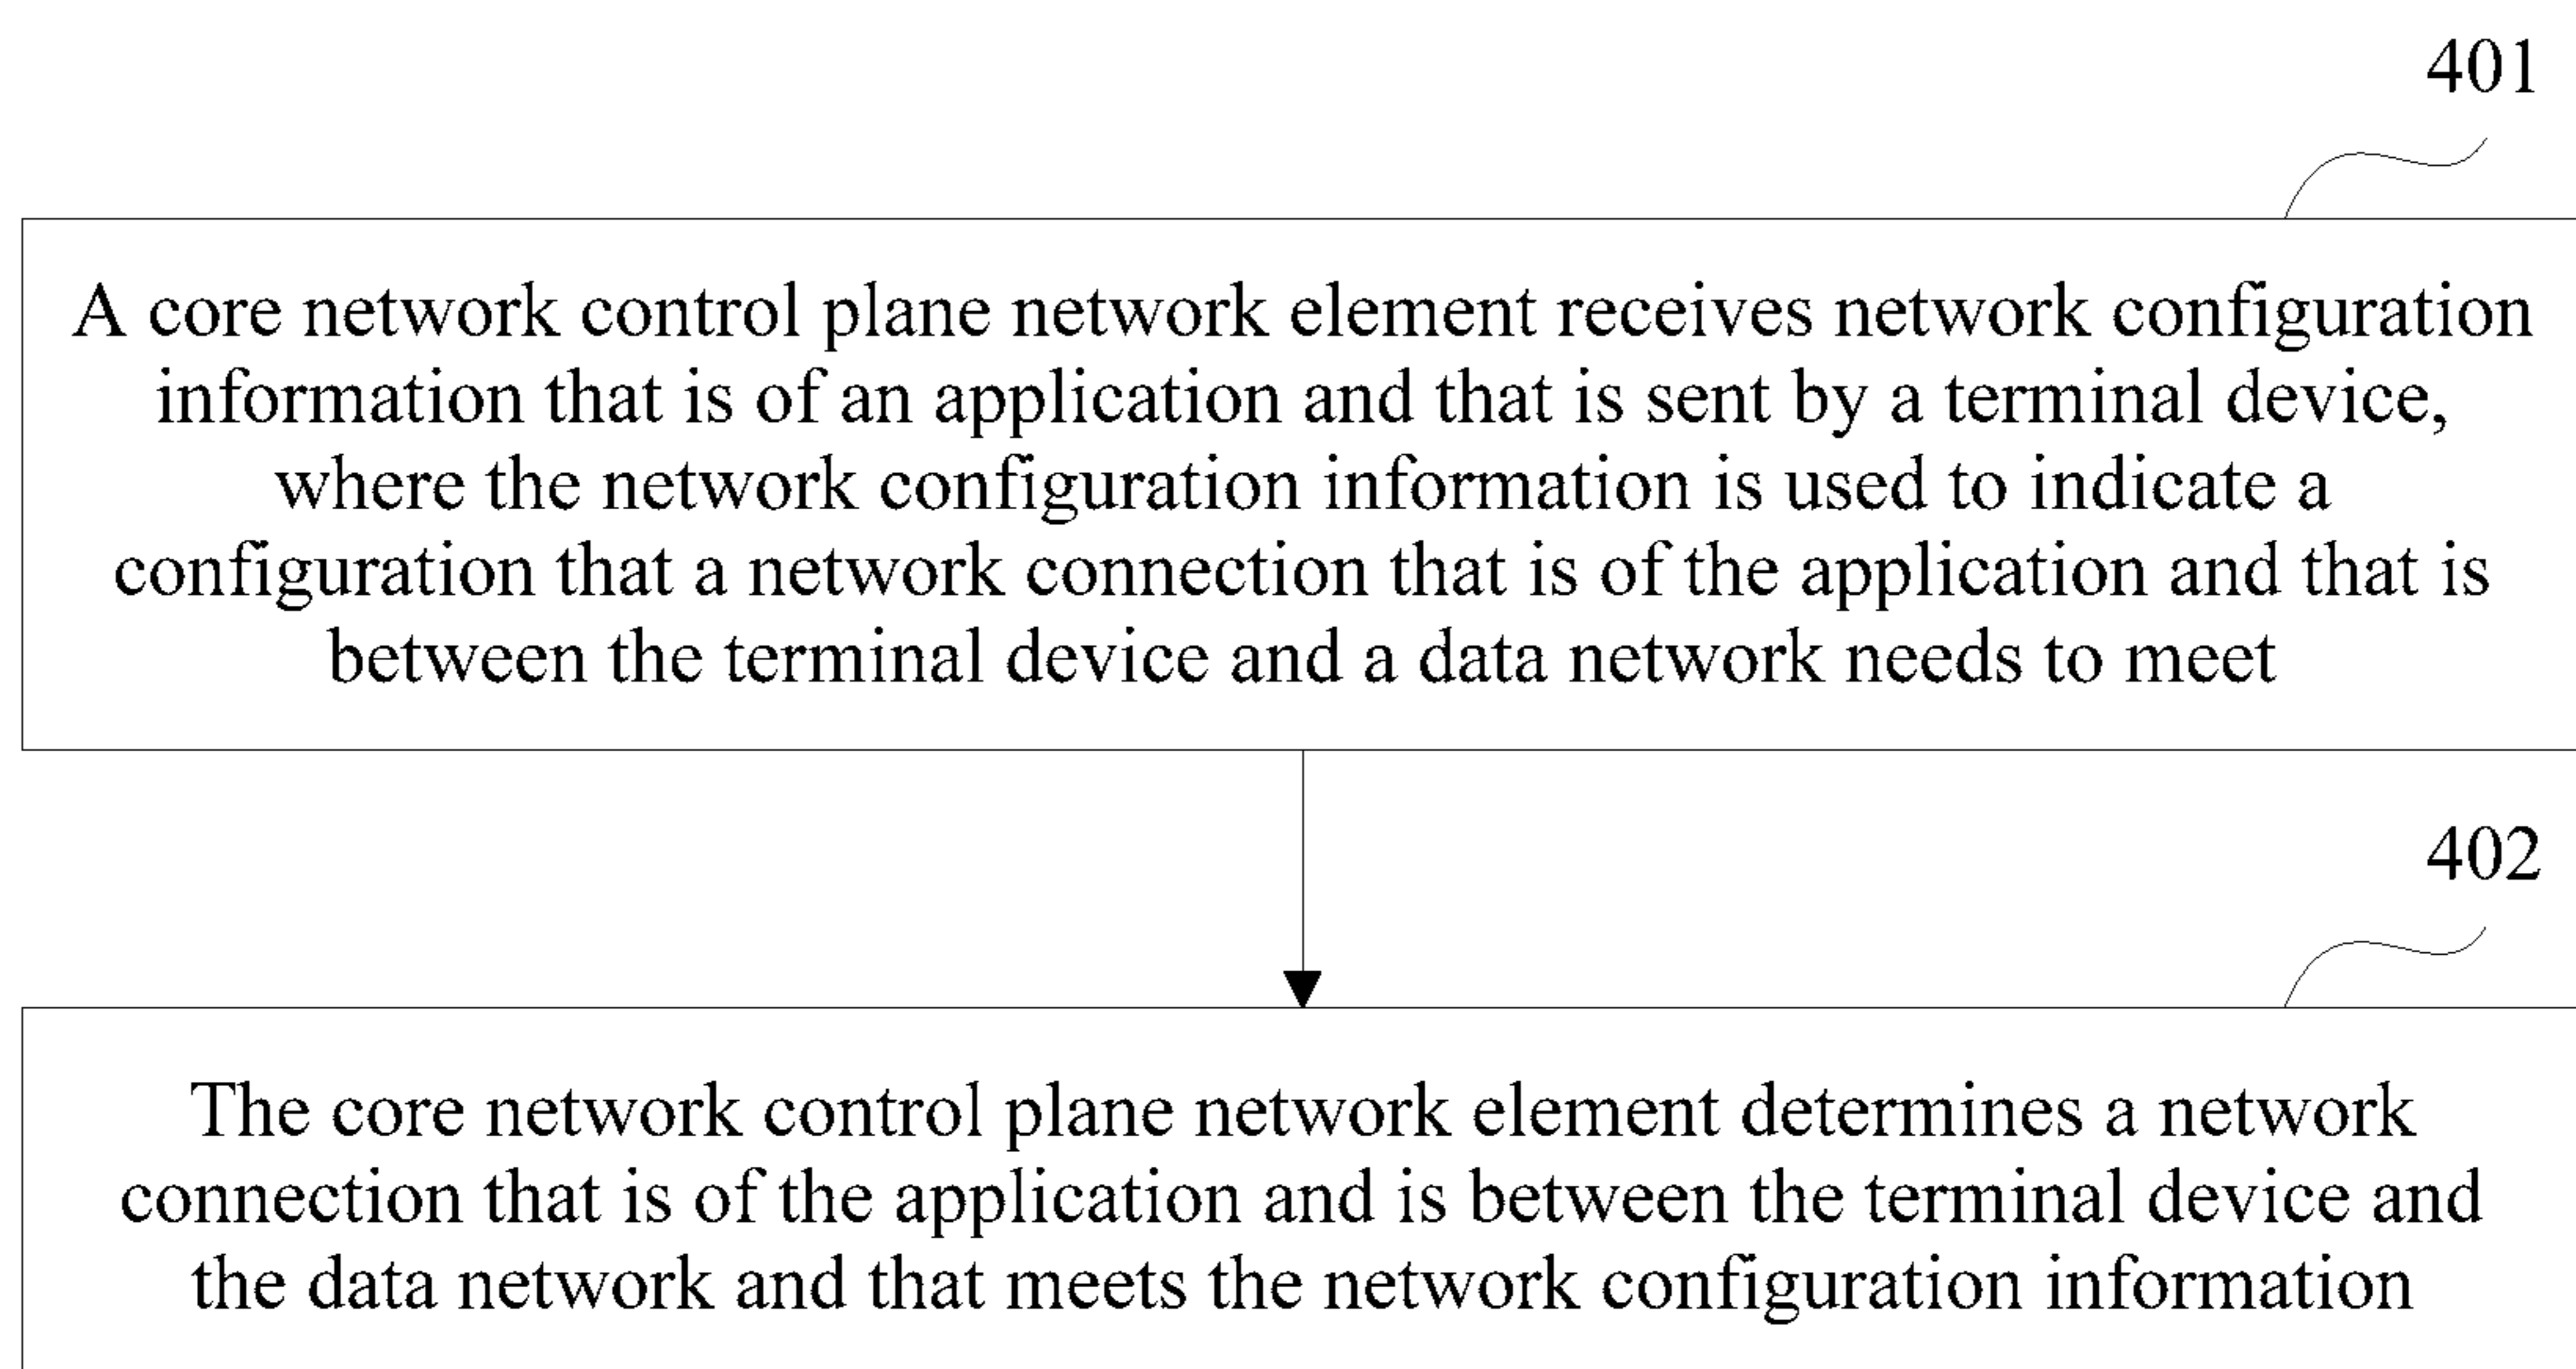 401
A core network control plane network element receives network configuration
information that is of an application and that is sent by a terminal device,
where the network configuration information is used to indicate a
configuration that a network connection that is of the application and that is
between the terminal device and a data network needs to meet
402
The core network control plane network element determines a network
connection that is of the application and is between the terminal device and
the data network and that meets the network configuration information